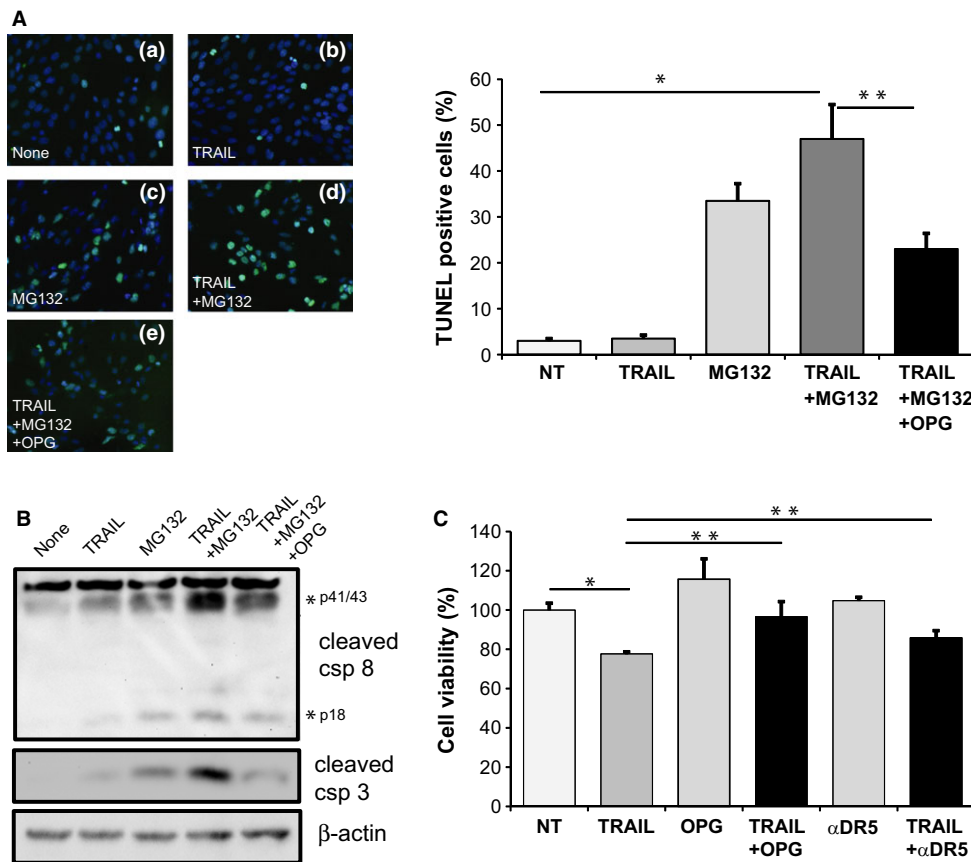 A
(a)
None
(b)
TRAIL
(c)
MG132
(d)
TRAIL
+MG132
(e)
TRAIL
+MG132
+OPG
TUNEL positive cells (%)
60
50
40
30
20
10
0
*
* *
NT
TRAIL
MG132
TRAIL
+MG132
TRAIL
+MG132
+OPG
B
None
TRAIL
MG132
TRAIL
+MG132
TRAIL
+MG132
+OPG
* p41/43
cleaved
csp 8
* p18
cleaved
csp 3
β-actin
C
Cell viability (%)
140
120
100
80
60
40
20
0
*
* *
* *
NT
TRAIL
OPG
TRAIL
+OPG
αDR5
TRAIL
+αDR5